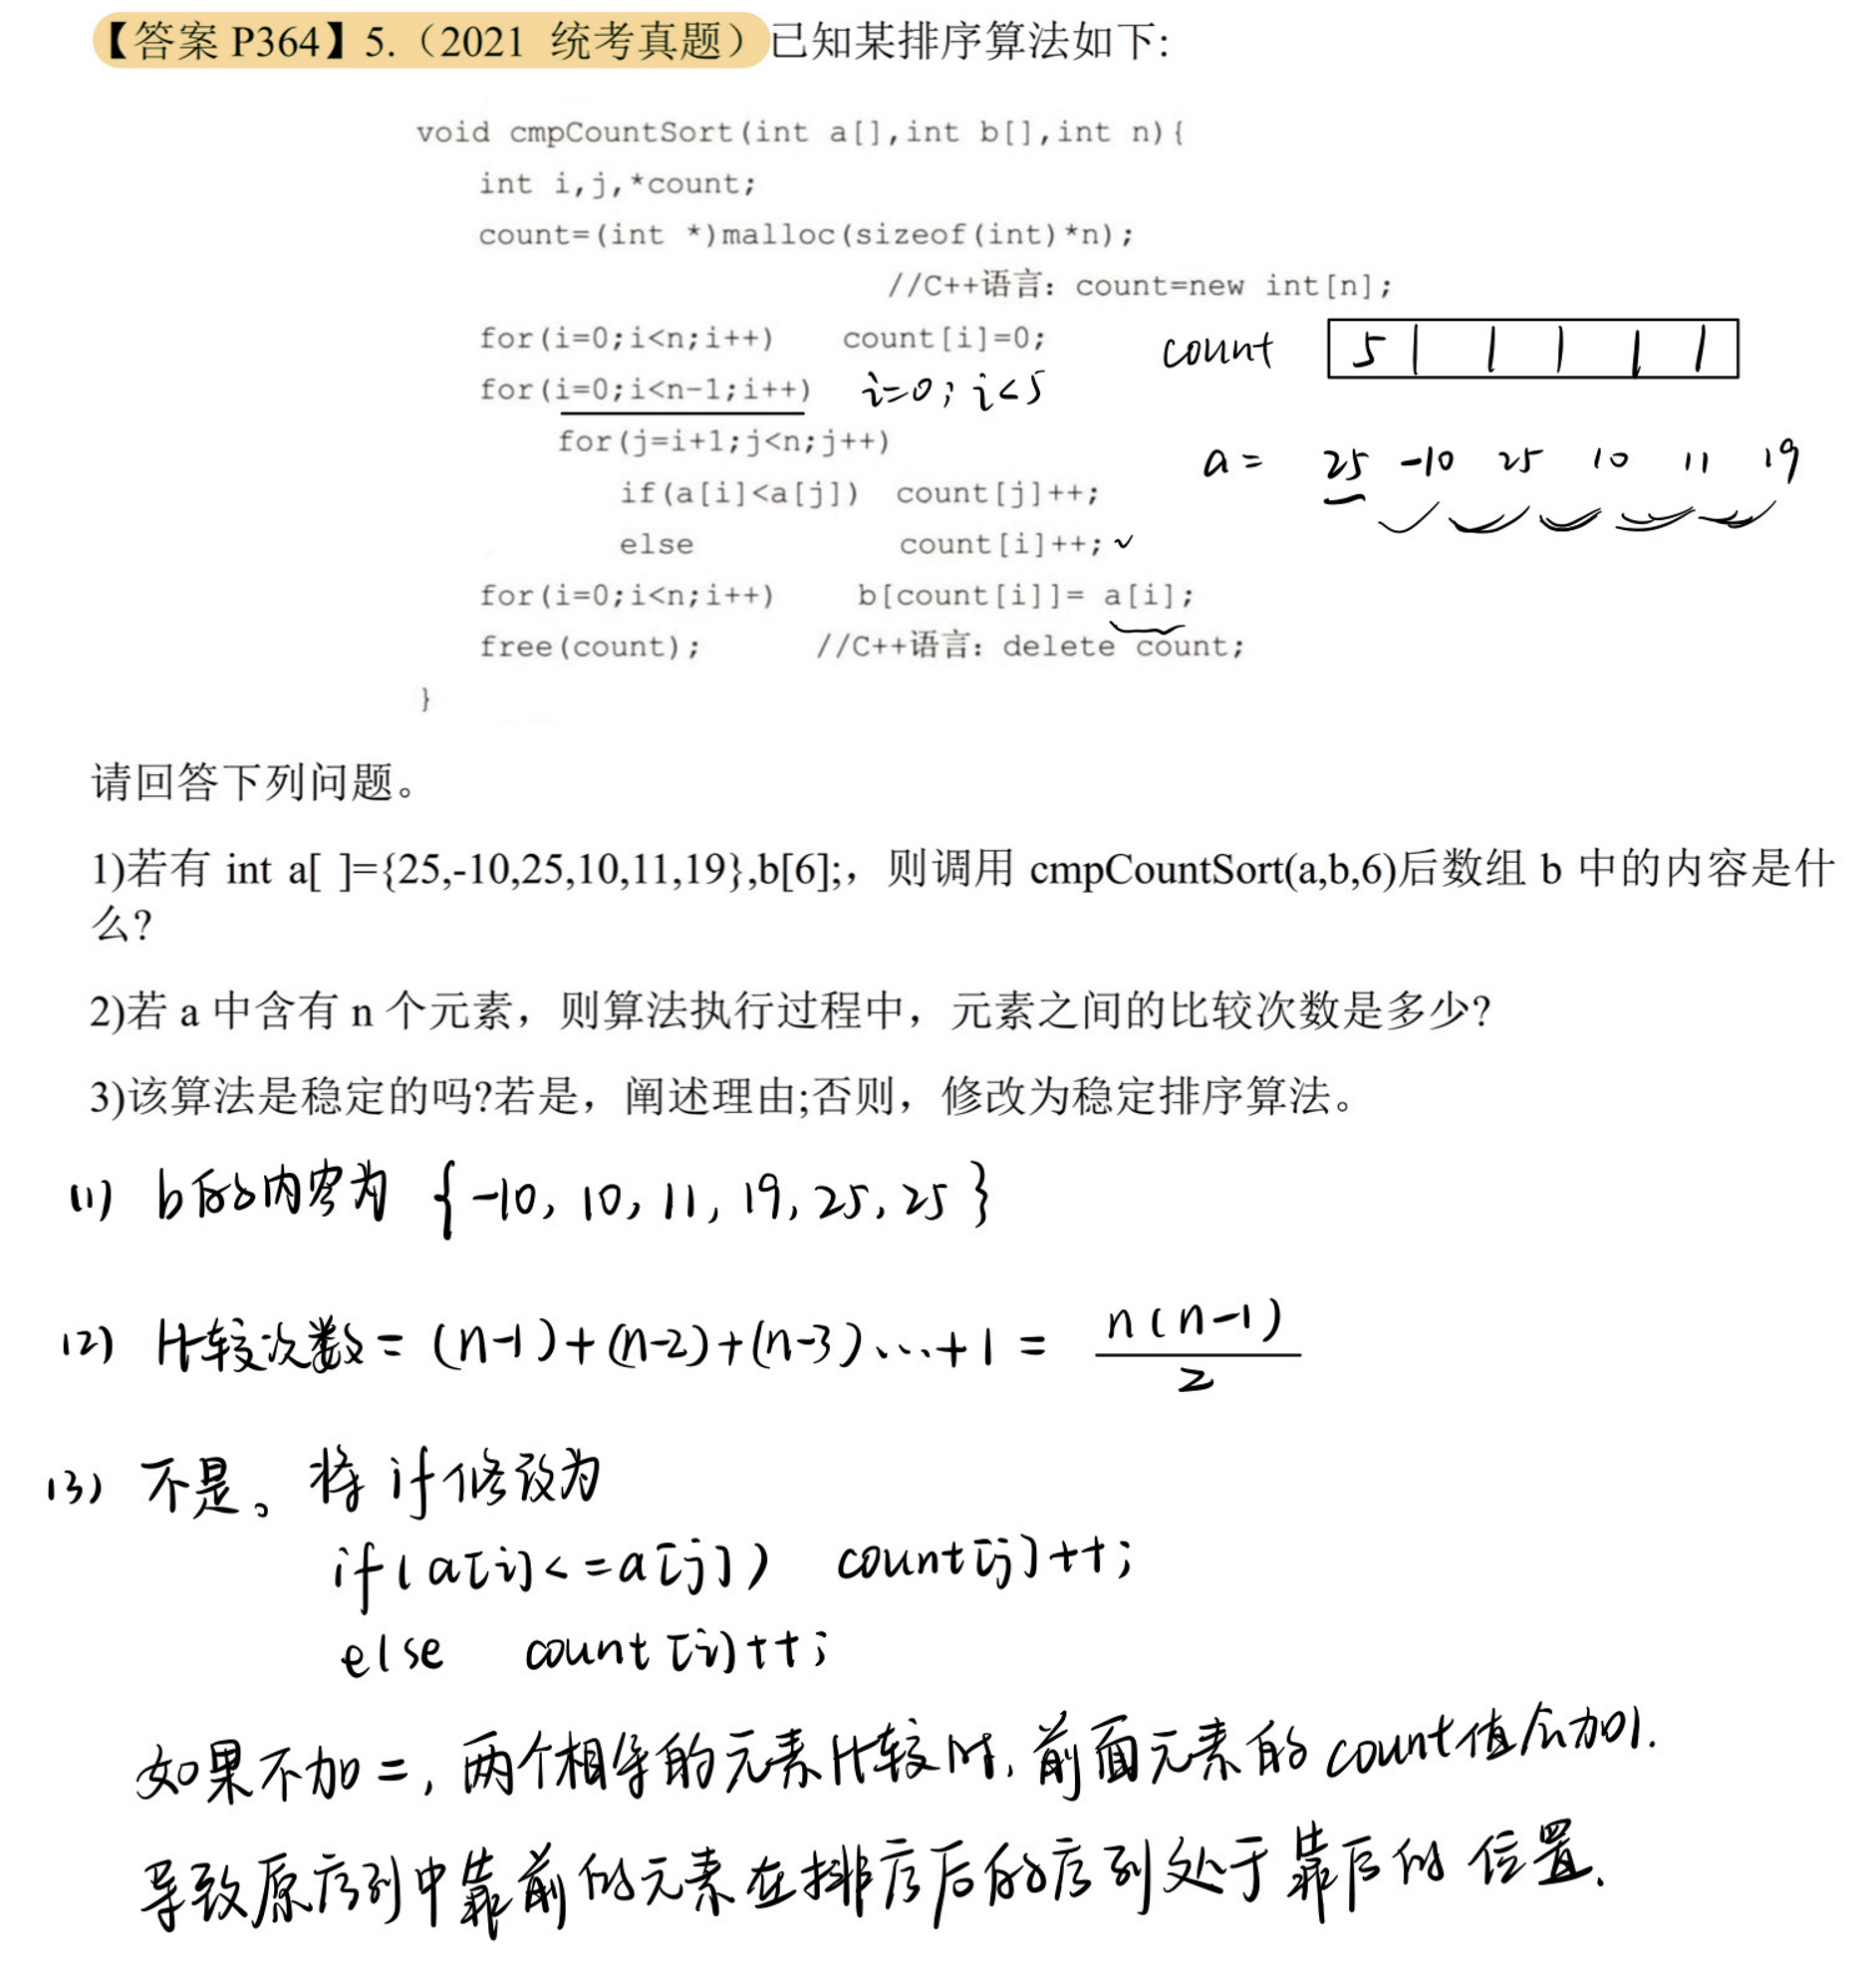 【答案 P364】5.（2021 统考真题）已知某排序算法如下:
void cmpCountSort(int a[],int b[],int n){
int i,j,*count;
count=(int *)malloc(sizeof(int)*n);
//C++语言：count=new int[n];
for(i=0;i<n;i++) count[i]=0;
count 5
for(i=0;i<n-1;i++) i=0; i<5
for(j=i+1;j<n;j++)
a= 25 -10 25 10 11 19
if(a[i]<a[j]) count[j]++;
else count[i]++;
for(i=0;i<n;i++) b[count[i]]= a[i];
free(count); //C++语言：delete count;
}
请回答下列问题。
1)若有 int a[ ]={25,-10,25,10,11,19},b[6];，则调用 cmpCountSort(a,b,6)后数组 b 中的内容是什
么?
2)若 a 中含有 n 个元素，则算法执行过程中，元素之间的比较次数是多少?
3)该算法是稳定的吗?若是，阐述理由;否则，修改为稳定排序算法。
(1) b的内容为 {-10, 10, 11, 19, 25, 25}
(2) 比较次数= (n-1)+(n-2)+(n-3)...+1 = n(n-1)/2
(3) 不是。将 if 修改为
if(a[i]<=a[j]) count[j]++;
else count[i]++;
如果不加=，两个相等的元素比较时，前面元素的count值会加1.
导致原序列中靠前的元素在排序后的序列处于靠后的位置.